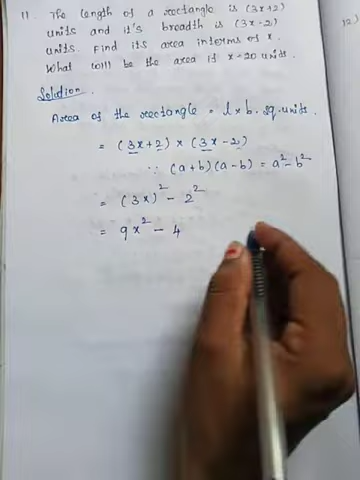 11. The length of a rectangle is (3x+2)
units and it's breadth is (3x-2)
units. Find its area interms of x.
What will be the area if x=20 units.
Solution.
Area of the rectangle = l × b. sq.units.
= (3x+2) × (3x-2)
∵ (a+b)(a-b) = a²-b²
= (3x)² - 2²
= 9x² - 4